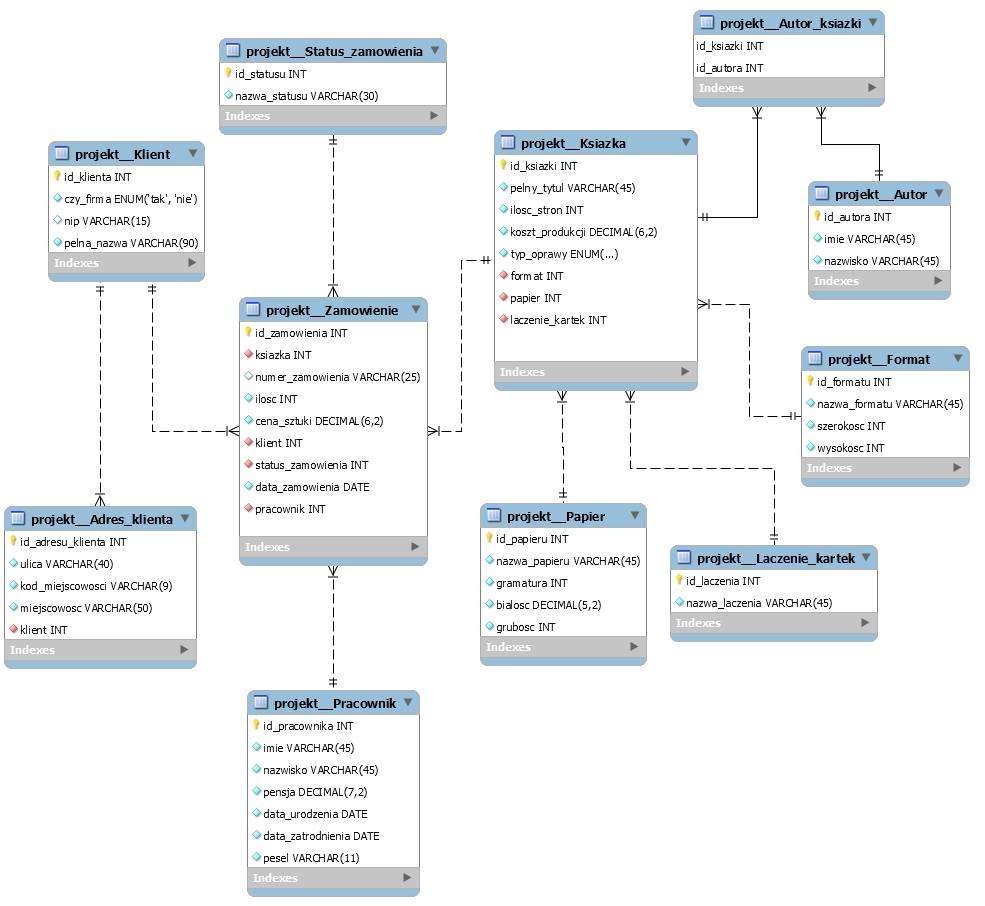 projekt__Autor_ksiazki
id_ksiazki INT
id_autora INT
Indexes
projekt__Status_zamowienia
id_statusu INT
nazwa_statusu VARCHAR(30)
Indexes
projekt__Klient
id_klienta INT
czy_firma ENUM('tak', 'nie')
nip VARCHAR(15)
pelna_nazwa VARCHAR(90)
Indexes
projekt__Ksiazka
id_ksiazki INT
pelny_tytul VARCHAR(45)
ilosc_stron INT
koszt_produkcji DECIMAL(6,2)
typ_oprawy ENUM(...)
format INT
papier INT
laczenie_kartek INT
Indexes
projekt__Autor
id_autora INT
imie VARCHAR(45)
nazwisko VARCHAR(45)
Indexes
projekt__Zamowienie
id_zamowienia INT
ksiazka INT
numer_zamowienia VARCHAR(25)
ilosc INT
cena_sztuki DECIMAL(6,2)
klient INT
status_zamowienia INT
data_zamowienia DATE
pracownik INT
Indexes
projekt__Format
id_formatu INT
nazwa_formatu VARCHAR(45)
szerokosc INT
wysokosc INT
Indexes
projekt__Adres_klienta
id_adresu_klienta INT
ulica VARCHAR(40)
kod_miejscowosci VARCHAR(9)
miejscowosc VARCHAR(50)
klient INT
Indexes
projekt__Papier
id_papieru INT
nazwa_papieru VARCHAR(45)
gramatura INT
bialosc DECIMAL(5,2)
grubosc INT
Indexes
projekt__Laczenie_kartek
id_laczenia INT
nazwa_laczenia VARCHAR(45)
Indexes
projekt__Pracownik
id_pracownika INT
imie VARCHAR(45)
nazwisko VARCHAR(45)
pensja DECIMAL(7,2)
data_urodzenia DATE
data_zatrodnienia DATE
pesel VARCHAR(11)
Indexes